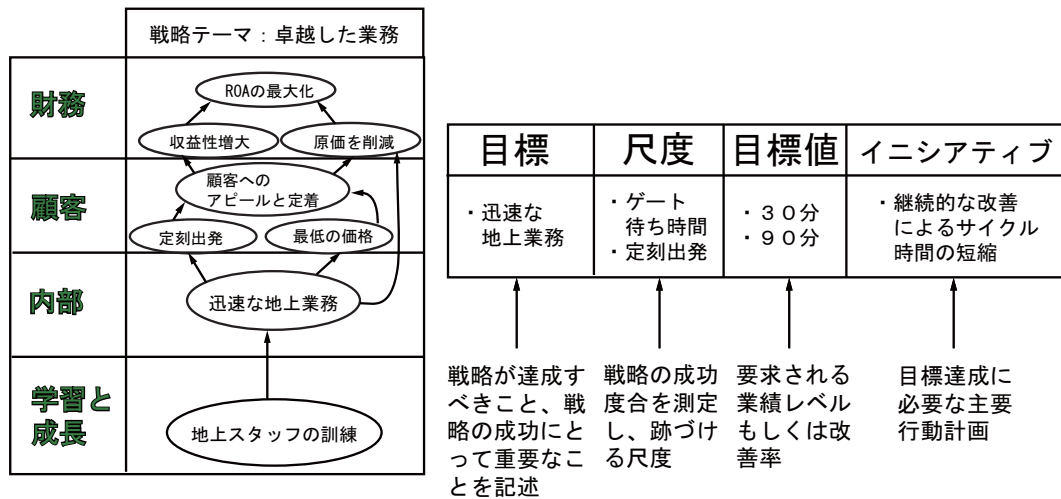 戦略テーマ：卓越した業務
財務
ROAの最大化
収益性増大
原価を削減
顧客
顧客への
アピールと定着
定刻出発
最低の価格
内部
迅速な地上業務
学習と
成長
地上スタッフの訓練
目標
尺度
目標値
イニシアティブ
・迅速な
地上業務
・ゲート
待ち時間
・定刻出発
・３０分
・９０分
・継続的な改善
によるサイクル
時間の短縮
戦略が達成す
べきこと、戦
略の成功にと
って重要なこ
とを記述
戦略の成功
度合を測定
し、跡づけ
る尺度
要求される
業績レベル
もしくは改
善率
目標達成に
必要な主要
行動計画